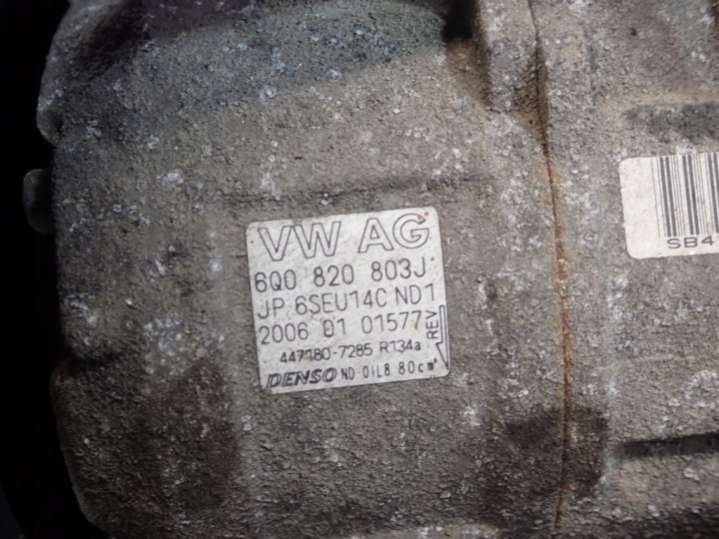 VW AG
6Q0 820 803J
JP 6SEU14C ND1
2006 01 01577
REV
447180-7285 R134a
DENSO ND-OIL8 80cm³
SB4